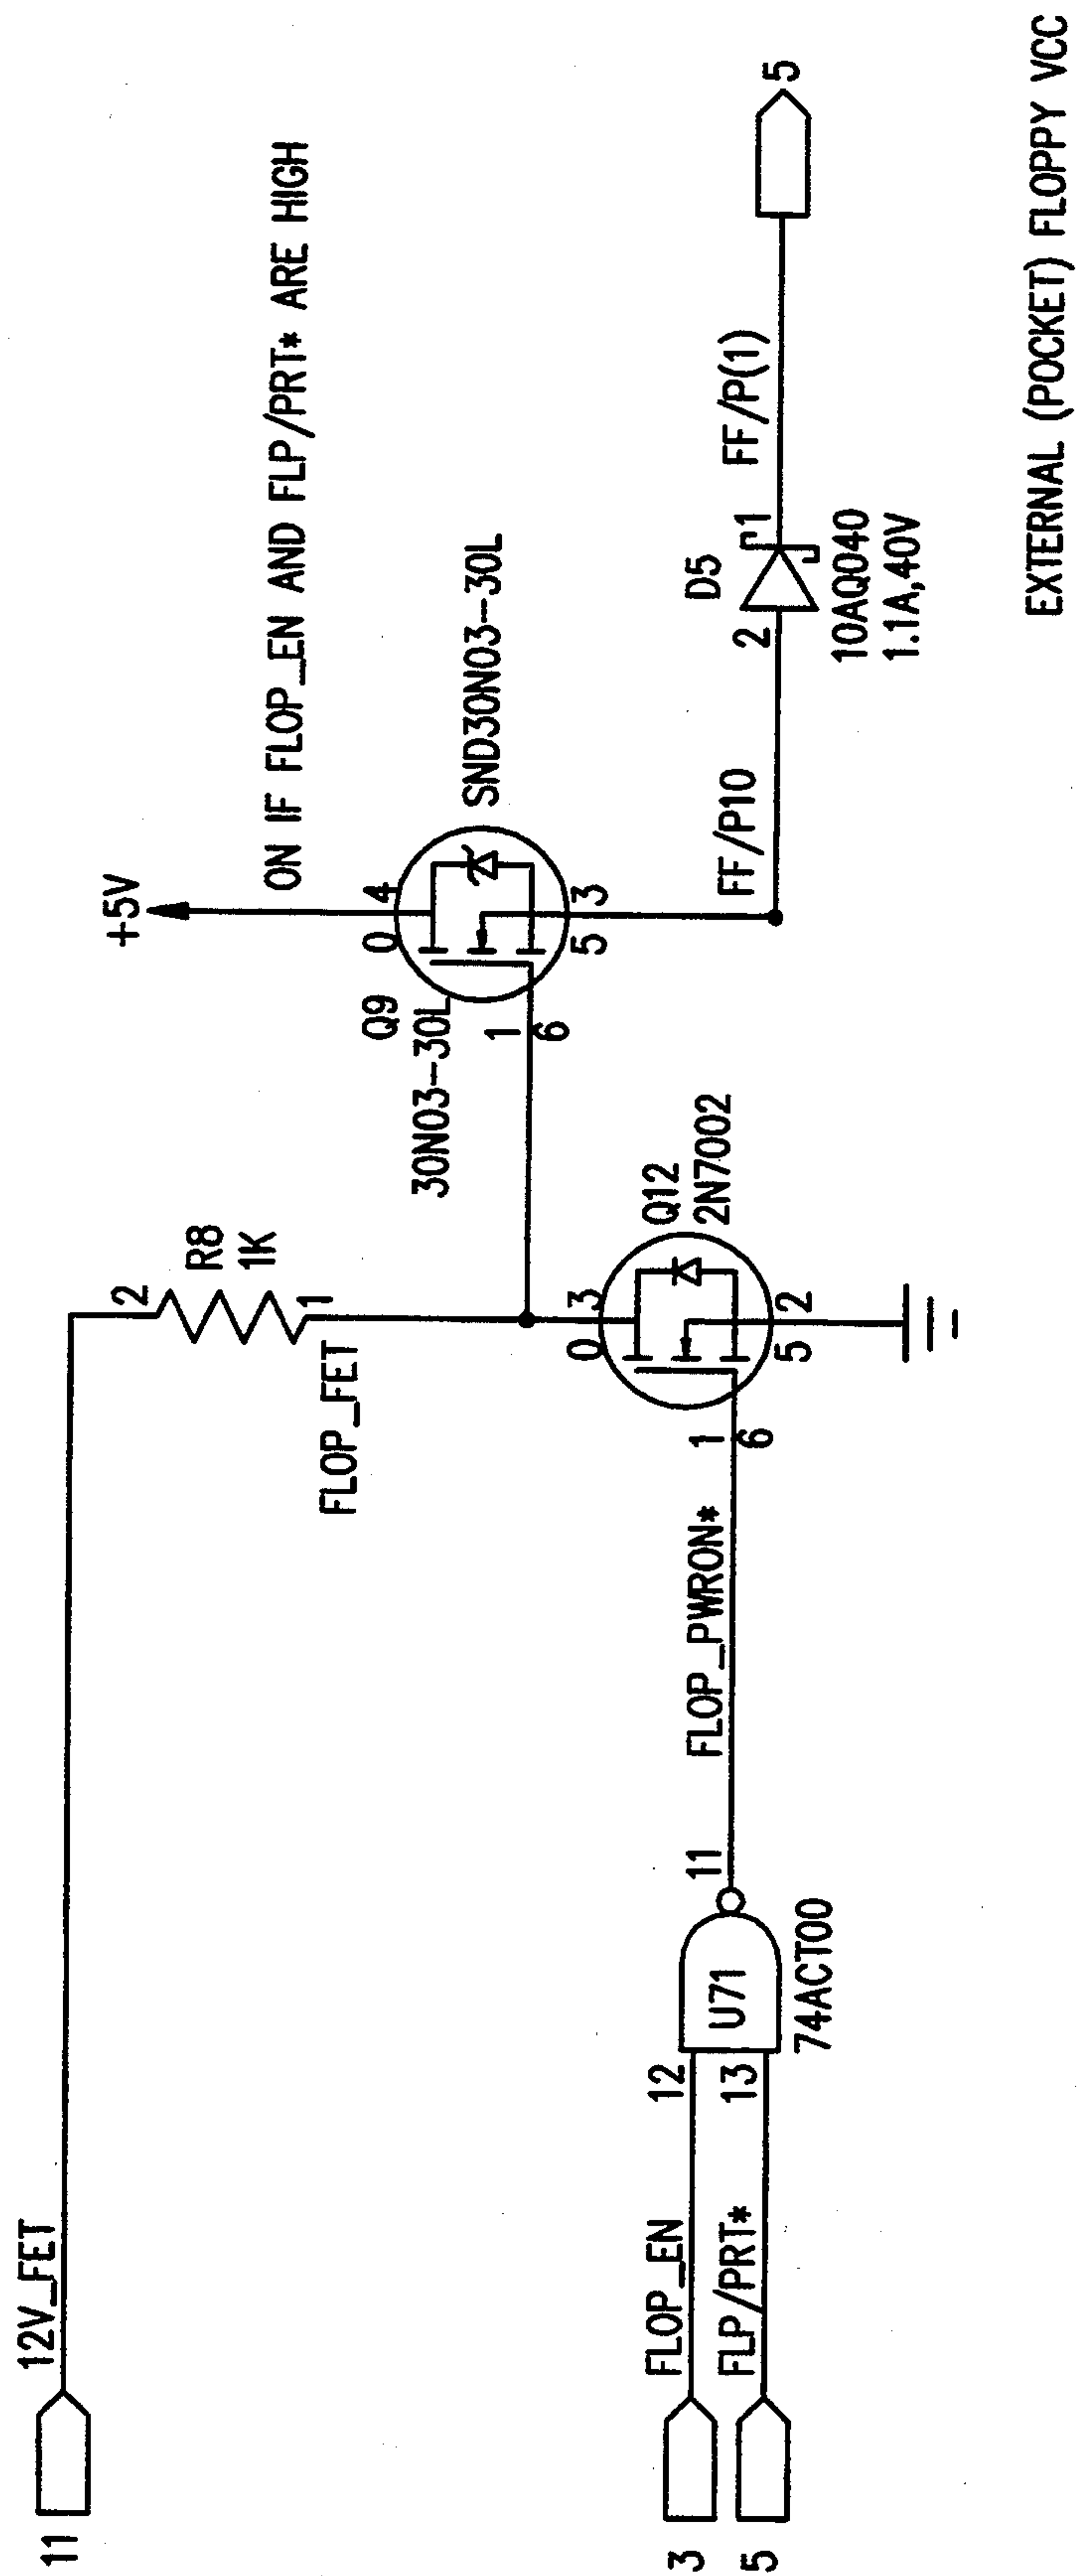 11
12V_FET
2
R8
1K
1
FLOP_FET
+5V
ON IF FLOP_EN AND FLP/PRT* ARE HIGH
Q9
30N03-30L
0
4
SND30N03-30L
1
6
5
3
Q12
2N7002
0
3
1
6
5
2
3
FLOP_EN
12
5
FLP/PRT*
13
U71
74ACT00
11
FLOP_PWRON*
FF/P10
D5
2
1
10AQ040
1.1A,40V
FF/P(1)
5
EXTERNAL (POCKET) FLOPPY VCC